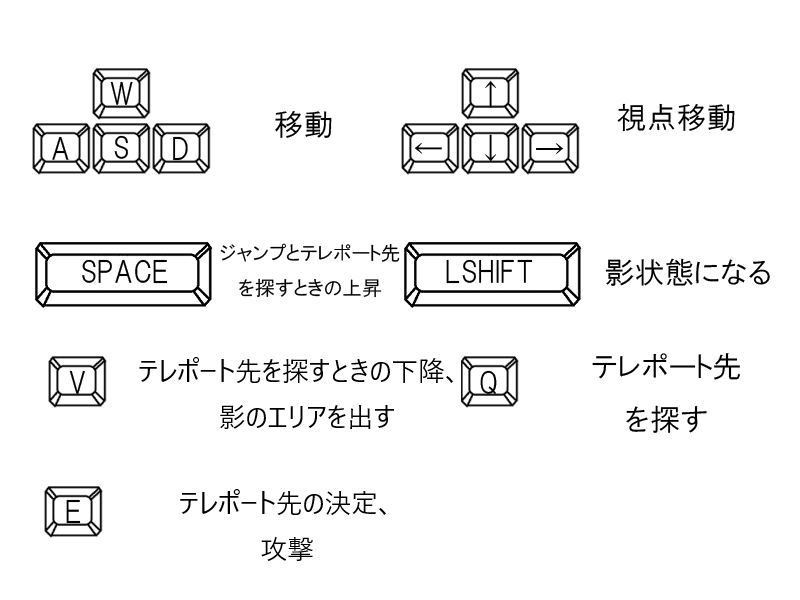 W
A S D
移動
↑
← ↓ →
視点移動
SPACE
ジャンプとテレポート先
を探すときの上昇
LSHIFT
影状態になる
V
テレポート先を探すときの下降、
影のエリアを出す
Q
テレポート先
を探す
E
テレポート先の決定、
攻撃